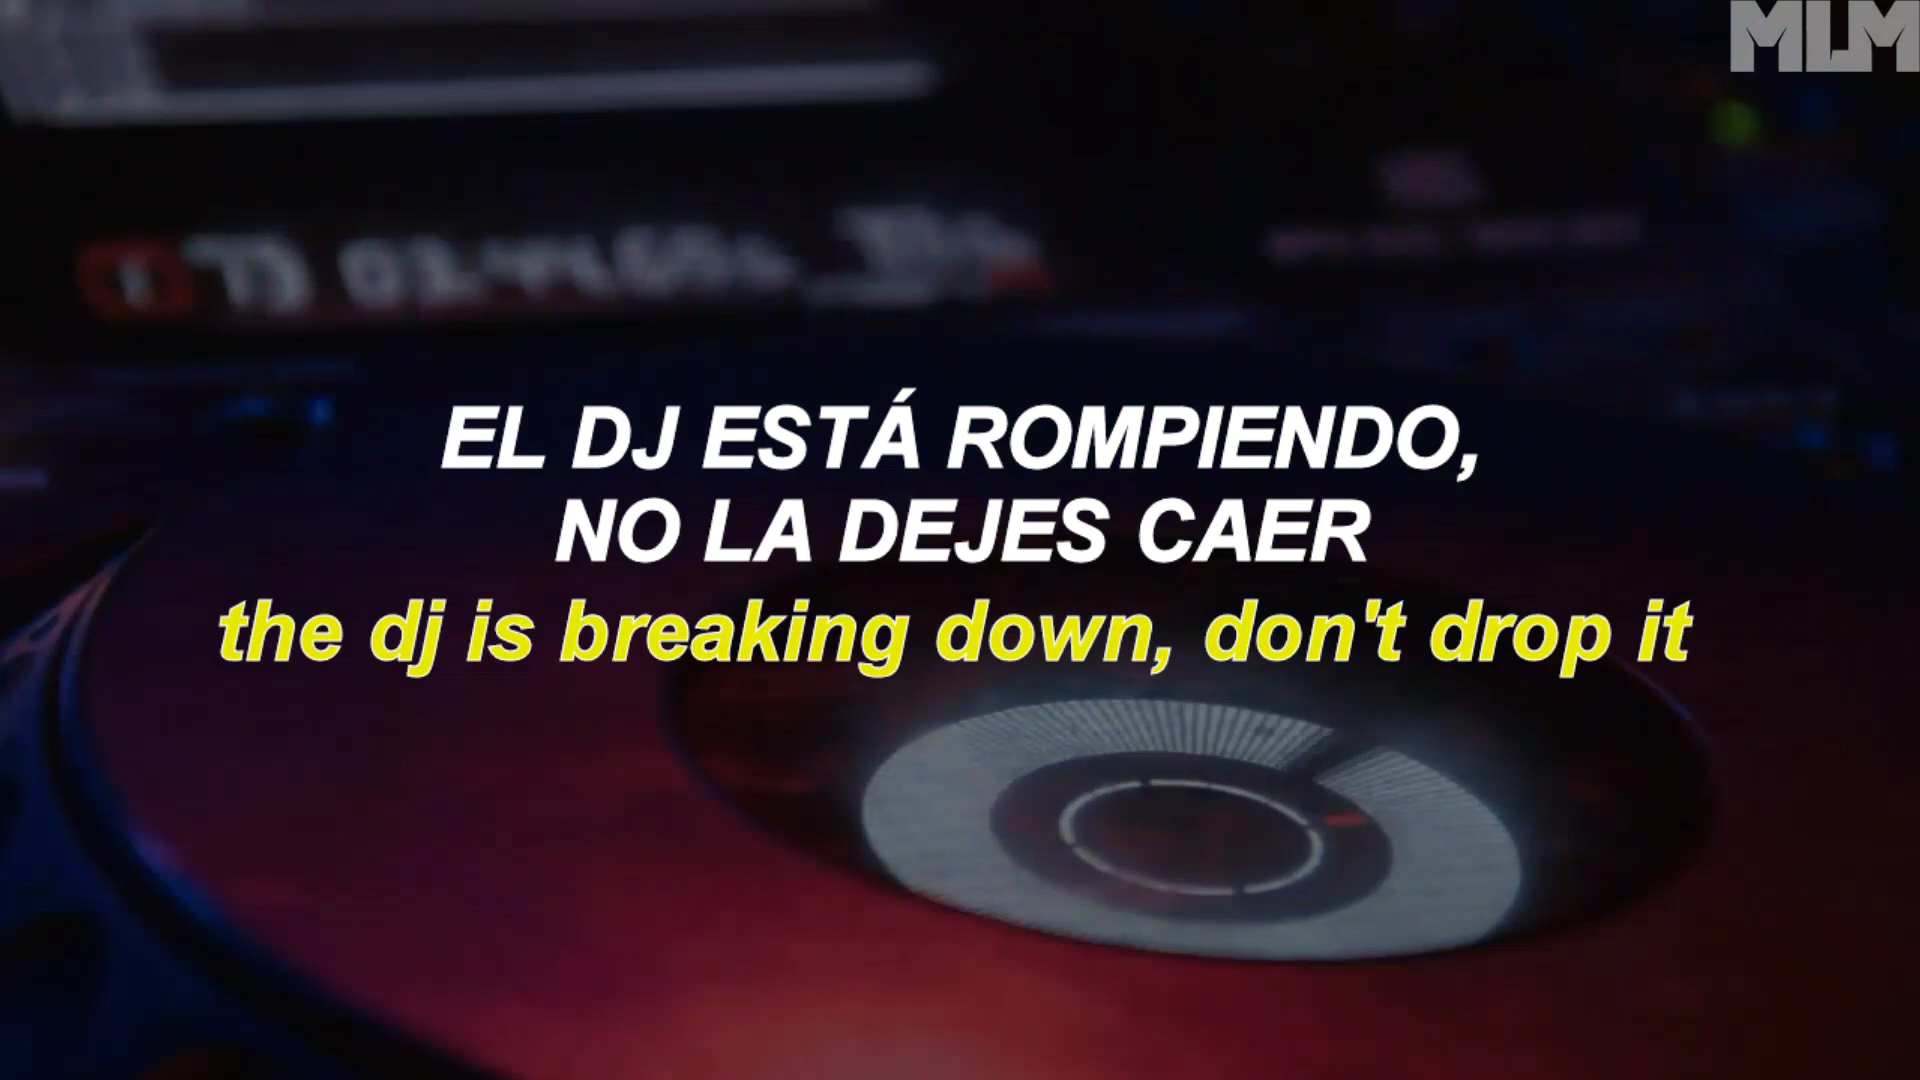 MLM
EL DJ ESTÁ ROMPIENDO,
NO LA DEJES CAER
the dj is breaking down, don't drop it